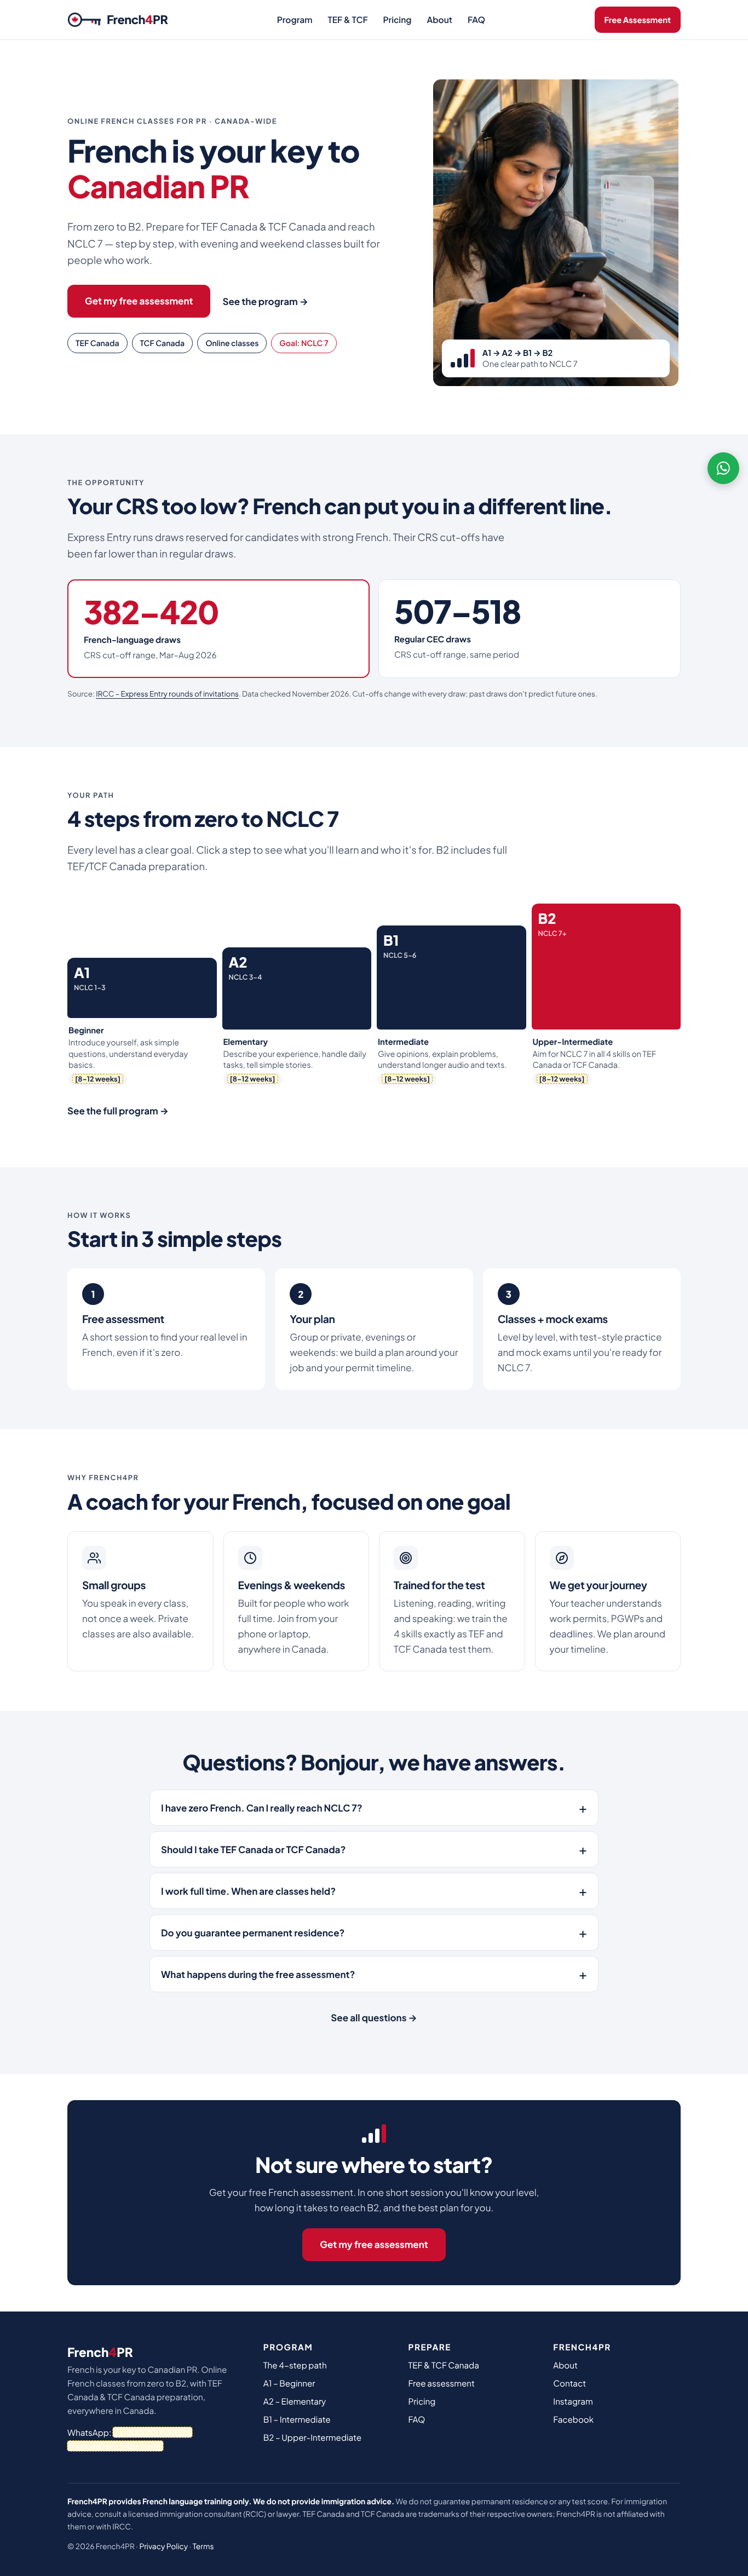 French4PR
Program
TEF & TCF
Pricing
About
FAQ
Free Assessment
ONLINE FRENCH CLASSES FOR PR · CANADA-WIDE
French is your key to
Canadian PR
From zero to B2. Prepare for TEF Canada & TCF Canada and reach
NCLC 7 — step by step, with evening and weekend classes built for
people who work.
Get my free assessment
See the program →
TEF Canada
TCF Canada
Online classes
Goal: NCLC 7
A1 → A2 → B1 → B2
One clear path to NCLC 7
THE OPPORTUNITY
Your CRS too low? French can put you in a different line.
Express Entry runs draws reserved for candidates with strong French. Their CRS cut-offs have
been far lower than in regular draws.
382–420
French-language draws
CRS cut-off range, Mar–Aug 2026
507–518
Regular CEC draws
CRS cut-off range, same period
Source: IRCC – Express Entry rounds of invitations. Data checked November 2026. Cut-offs change with every draw; past draws don't predict future ones.
YOUR PATH
4 steps from zero to NCLC 7
Every level has a clear goal. Click a step to see what you'll learn and who it's for. B2 includes full
TEF/TCF Canada preparation.
A1
NCLC 1–3
Beginner
Introduce yourself, ask simple
questions, understand everyday
basics.
[8–12 weeks]
A2
NCLC 3–4
Elementary
Describe your experience, handle daily
tasks, tell simple stories.
[8–12 weeks]
B1
NCLC 5–6
Intermediate
Give opinions, explain problems,
understand longer audio and texts.
[8–12 weeks]
B2
NCLC 7+
Upper-Intermediate
Aim for NCLC 7 in all 4 skills on TEF
Canada or TCF Canada.
[8–12 weeks]
See the full program →
HOW IT WORKS
Start in 3 simple steps
1
Free assessment
A short session to find your real level in
French, even if it's zero.
2
Your plan
Group or private, evenings or
weekends: we build a plan around your
job and your permit timeline.
3
Classes + mock exams
Level by level, with test-style practice
and mock exams until you're ready for
NCLC 7.
WHY FRENCH4PR
A coach for your French, focused on one goal
Small groups
You speak in every class,
not once a week. Private
classes are also available.
Evenings & weekends
Built for people who work
full time. Join from your
phone or laptop,
anywhere in Canada.
Trained for the test
Listening, reading, writing
and speaking: we train the
4 skills exactly as TEF and
TCF Canada test them.
We get your journey
Your teacher understands
work permits, PGWPs and
deadlines. We plan around
your timeline.
Questions? Bonjour, we have answers.
I have zero French. Can I really reach NCLC 7?
+
Should I take TEF Canada or TCF Canada?
+
I work full time. When are classes held?
+
Do you guarantee permanent residence?
+
What happens during the free assessment?
+
See all questions →
Not sure where to start?
Get your free French assessment. In one short session you'll know your level,
how long it takes to reach B2, and the best plan for you.
Get my free assessment
French4PR
French is your key to Canadian PR. Online
French classes from zero to B2, with TEF
Canada & TCF Canada preparation,
everywhere in Canada.
WhatsApp:
PROGRAM
The 4-step path
A1 – Beginner
A2 – Elementary
B1 – Intermediate
B2 – Upper-Intermediate
PREPARE
TEF & TCF Canada
Free assessment
Pricing
FAQ
FRENCH4PR
About
Contact
Instagram
Facebook
French4PR provides French language training only. We do not provide immigration advice. We do not guarantee permanent residence or any test score. For immigration
advice, consult a licensed immigration consultant (RCIC) or lawyer. TEF Canada and TCF Canada are trademarks of their respective owners; French4PR is not affiliated with
them or with IRCC.
© 2026 French4PR · Privacy Policy · Terms